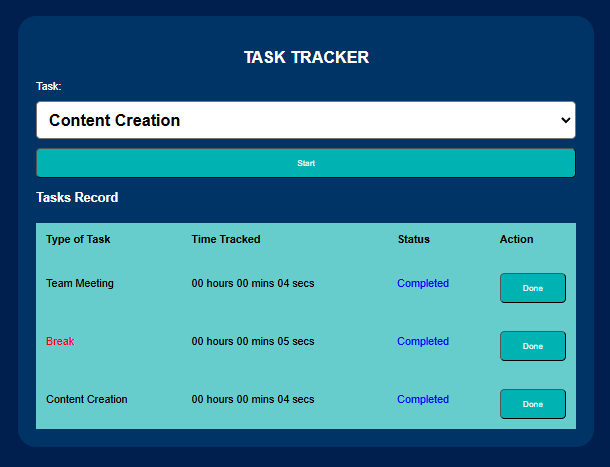 TASK TRACKER
Task:
Content Creation
Start
Tasks Record
Type of Task Time Tracked Status Action
Team Meeting 00 hours 00 mins 04 secs Completed Done
Break 00 hours 00 mins 05 secs Completed Done
Content Creation 00 hours 00 mins 04 secs Completed Done